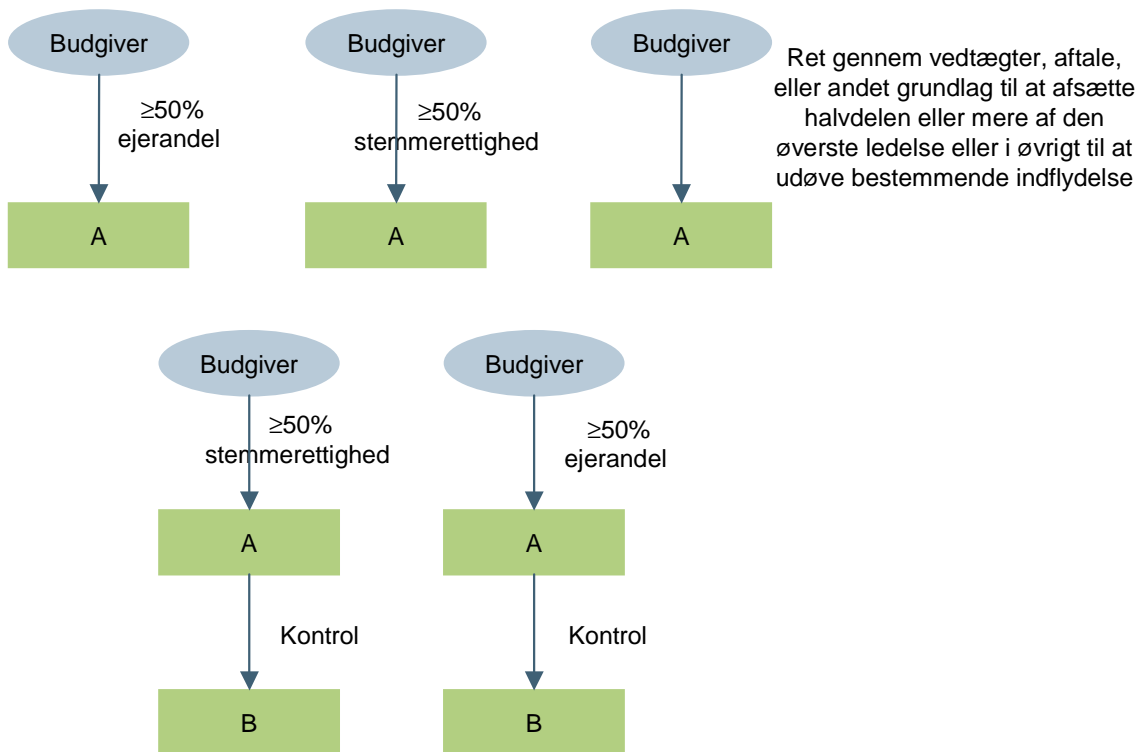 Budgiver
≥50%
ejerandel
A
Budgiver
≥50%
stemmerettighed
A
Budgiver
Ret gennem vedtægter, aftale,
eller andet grundlag til at afsætte
halvdelen eller mere af den
øverste ledelse eller i øvrigt til at
udøve bestemmende indflydelse
A
Budgiver
≥50%
stemmerettighed
A
Kontrol
B
Budgiver
≥50%
ejerandel
A
Kontrol
B